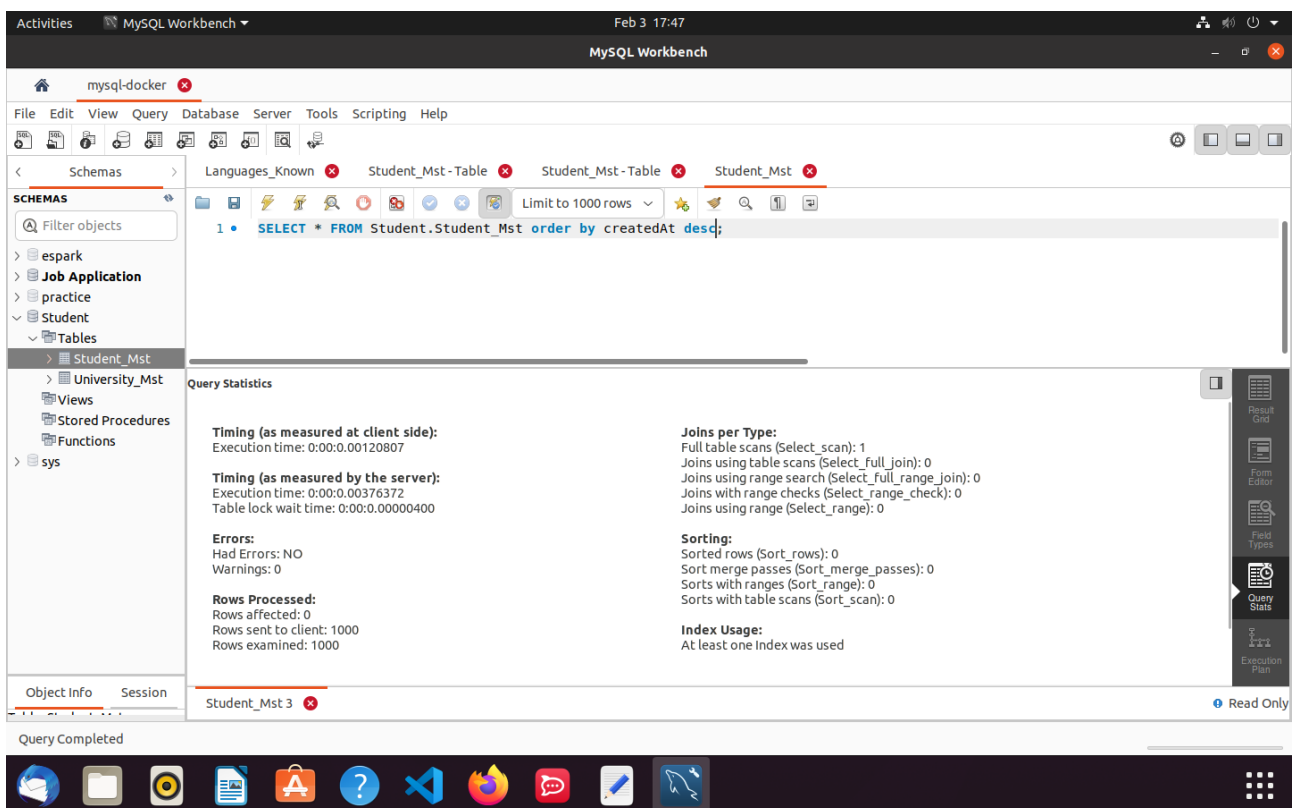 Activities MySQL Workbench Feb 3 17:47
MySQL Workbench
mysql-docker
File Edit View Query Database Server Tools Scripting Help
Schemas
Languages_Known Student_Mst - Table Student_Mst - Table Student_Mst
SCHEMAS
Filter objects
Limit to 1000 rows
1 SELECT * FROM Student.Student_Mst order by createdAt desc;
espark
Job Application
practice
Student
Tables
Student_Mst
University_Mst
Views
Stored Procedures
Functions
sys
Query Statistics
Timing (as measured at client side):
Execution time: 0:00:0.00120807
Timing (as measured by the server):
Execution time: 0:00:0.00376372
Table lock wait time: 0:00:0.00000400
Errors:
Had Errors: NO
Warnings: 0
Rows Processed:
Rows affected: 0
Rows sent to client: 1000
Rows examined: 1000
Joins per Type:
Full table scans (Select_scan): 1
Joins using table scans (Select_full_join): 0
Joins using range search (Select_full_range_join): 0
Joins with range checks (Select_range_check): 0
Joins using range (Select_range): 0
Sorting:
Sorted rows (Sort_rows): 0
Sort merge passes (Sort_merge_passes): 0
Sorts with ranges (Sort_range): 0
Sorts with table scans (Sort_scan): 0
Index Usage:
At least one Index was used
Result
Grid
Form
Editor
Field
Types
Query
Stats
Execution
Plan
Object Info Session
Student_Mst 3
Read Only
Query Completed